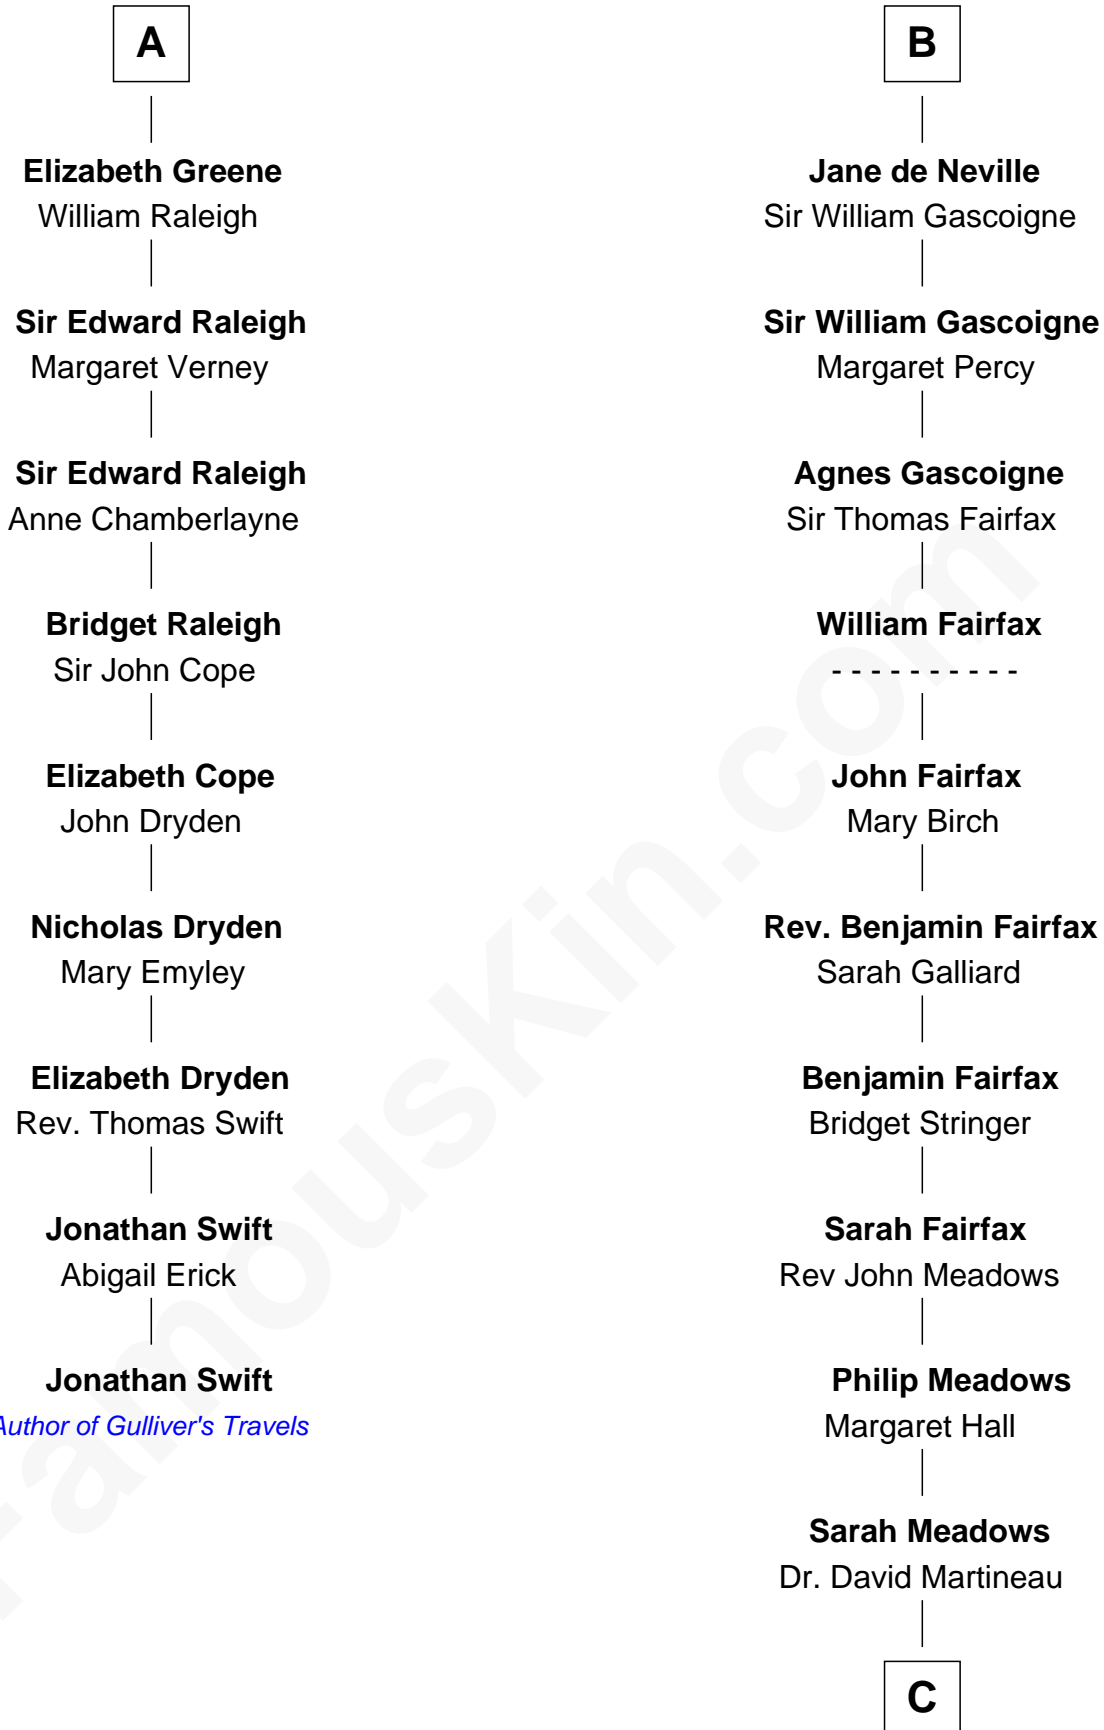 A
Elizabeth Greene
William Raleigh
Sir Edward Raleigh
Margaret Verney
Sir Edward Raleigh
Anne Chamberlayne
Bridget Raleigh
Sir John Cope
Elizabeth Cope
John Dryden
Nicholas Dryden
Mary Emyley
Elizabeth Dryden
Rev. Thomas Swift
Jonathan Swift
Abigail Erick
Jonathan Swift
Author of Gulliver's Travels
B
Jane de Neville
Sir William Gascoigne
Sir William Gascoigne
Margaret Percy
Agnes Gascoigne
Sir Thomas Fairfax
William Fairfax
- - - - - - - - - -
John Fairfax
Mary Birch
Rev. Benjamin Fairfax
Sarah Galliard
Benjamin Fairfax
Bridget Stringer
Sarah Fairfax
Rev John Meadows
Philip Meadows
Margaret Hall
Sarah Meadows
Dr. David Martineau
C
FamousKin.com